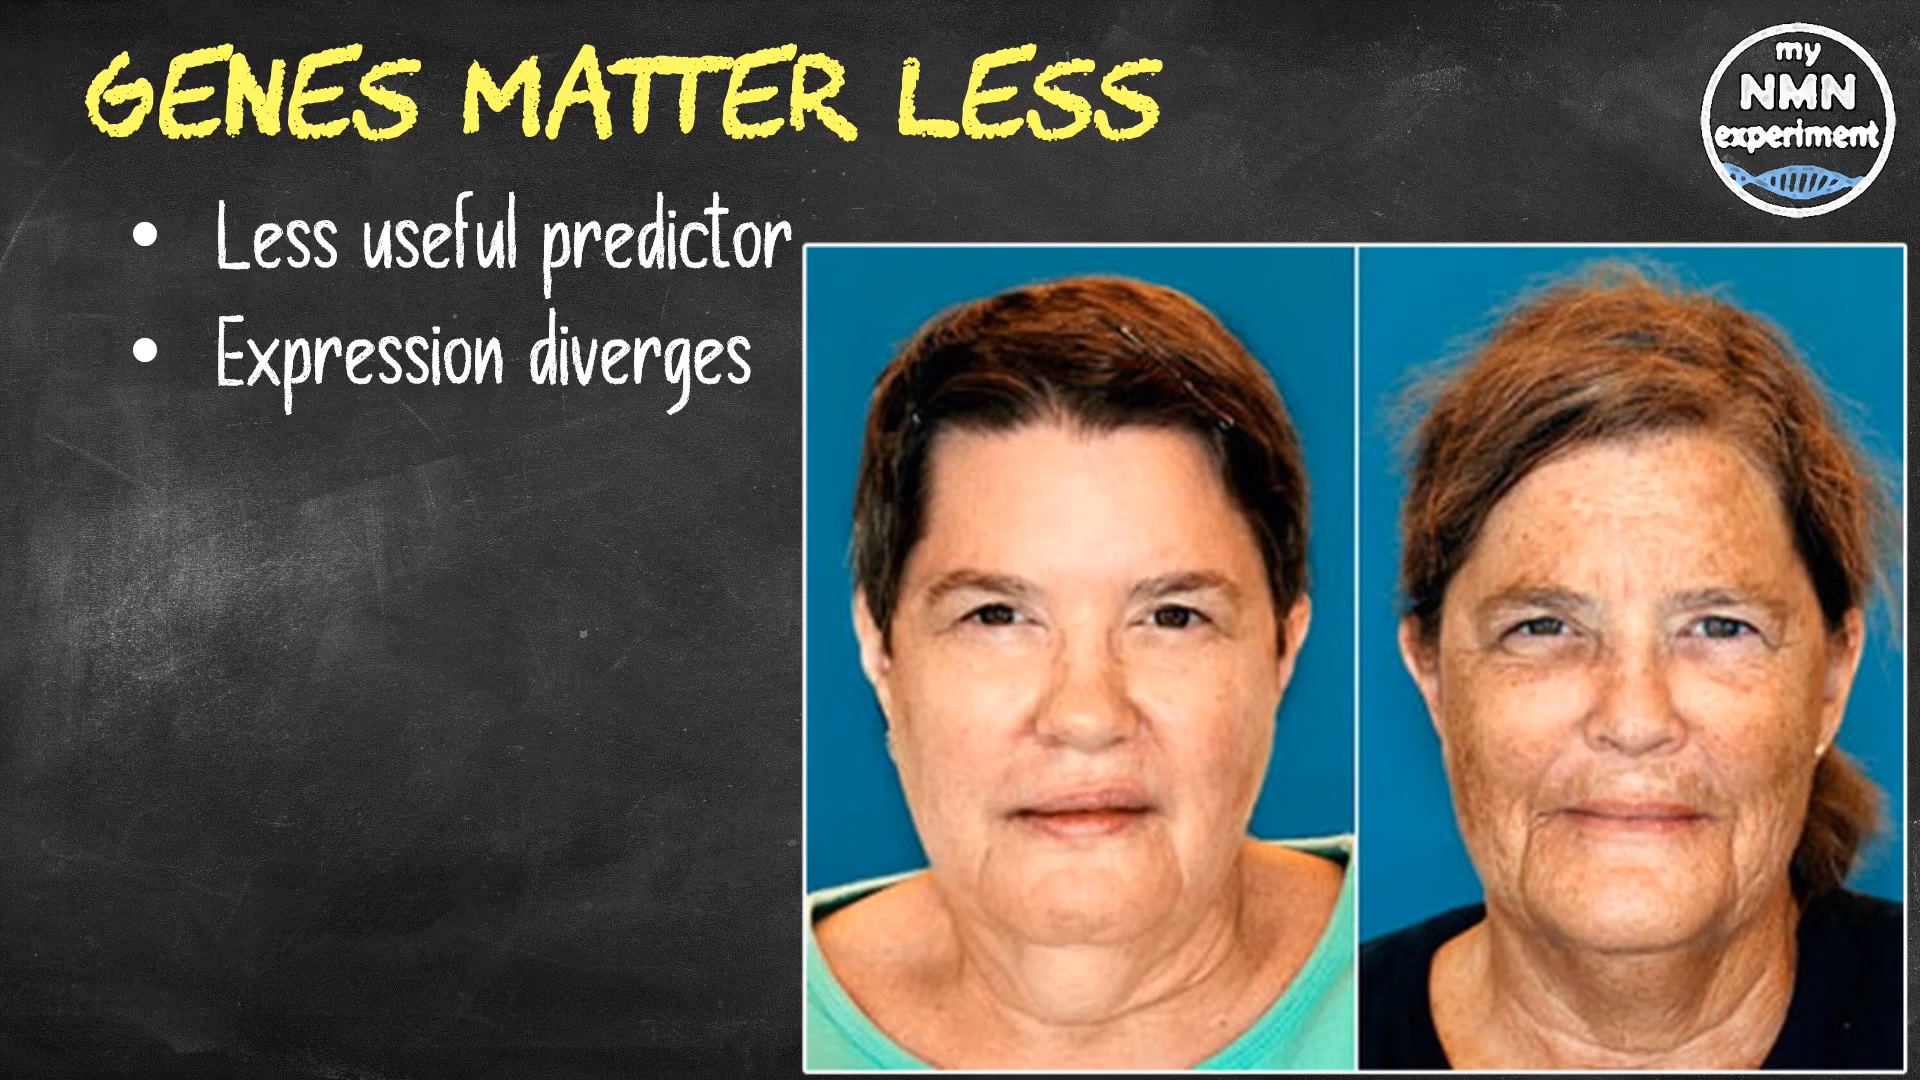 GENES MATTER LESS
my
NMN
experiment
• Less useful predictor
• Expression diverges